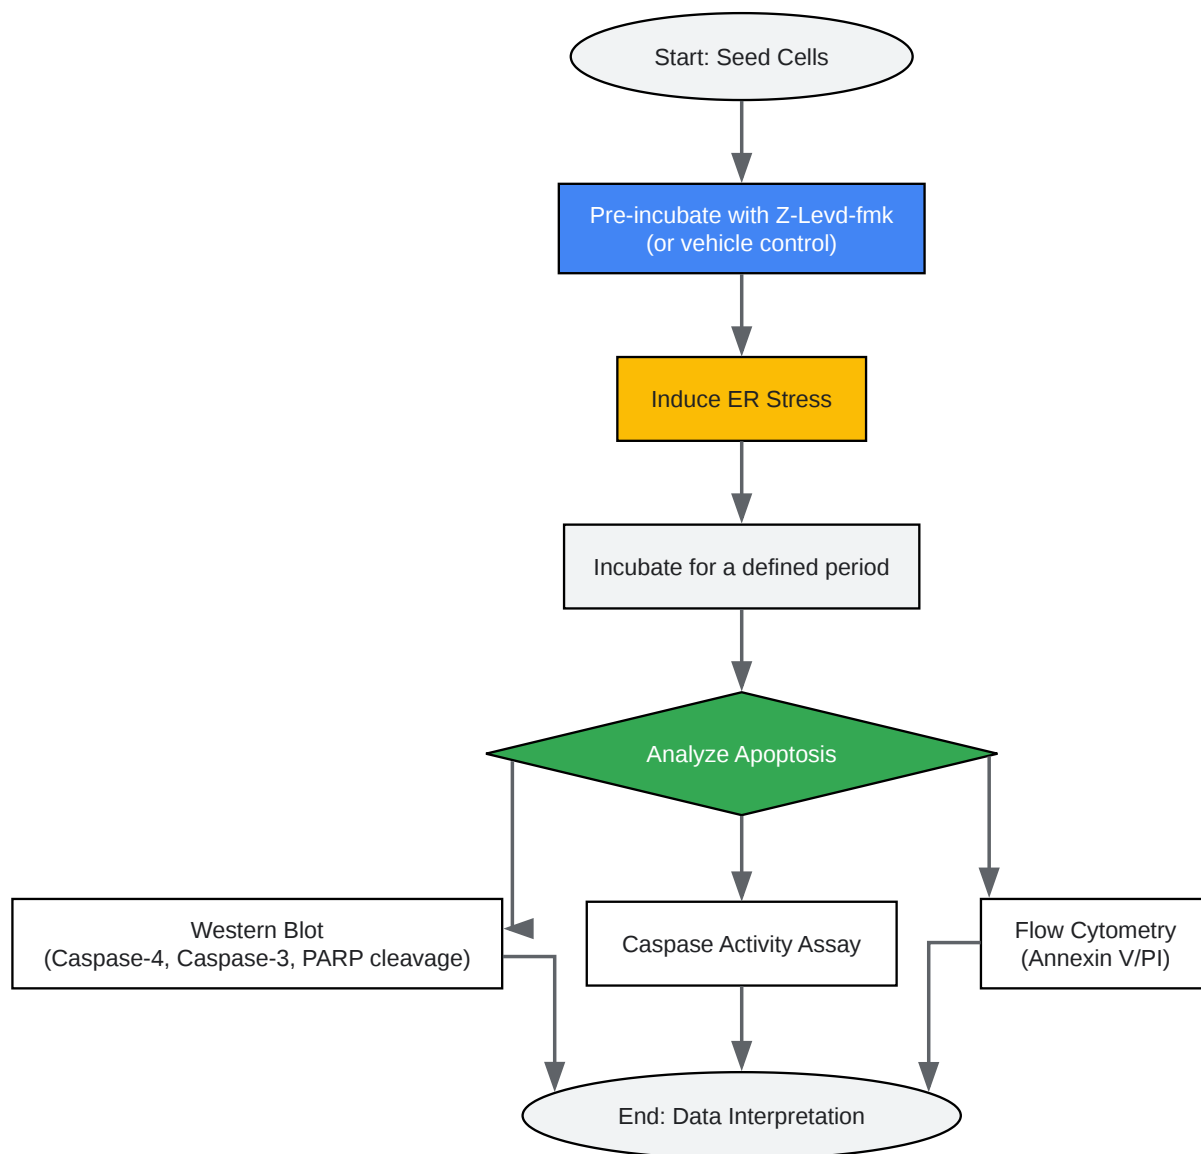 Start: Seed Cells
Pre-incubate with Z-Levd-fmk
(or vehicle control)
Induce ER Stress
Incubate for a defined period
Analyze Apoptosis
Western Blot
(Caspase-4, Caspase-3, PARP cleavage)
Caspase Activity Assay
Flow Cytometry
(Annexin V/PI)
End: Data Interpretation